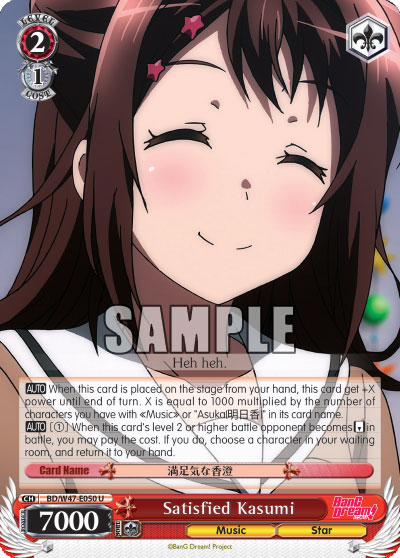 LEVEL
2
1
COST
SAMPLE
Heh heh.
AUTO When this card is placed on the stage from your hand, this card get +X
power until end of turn. X is equal to 1000 multiplied by the number of
characters you have with «Music» or "Asuka明日香" in its card name.
AUTO [①] When this card's level 2 or higher battle opponent becomes in
battle, you may pay the cost. If you do, choose a character in your waiting
room, and return it to your hand.
Card Name 満足気な香澄
CH BD/W47-E050 U
POWER
7000
Satisfied Kasumi
BanG Dream!
Music Star
©BanG Dream! Project